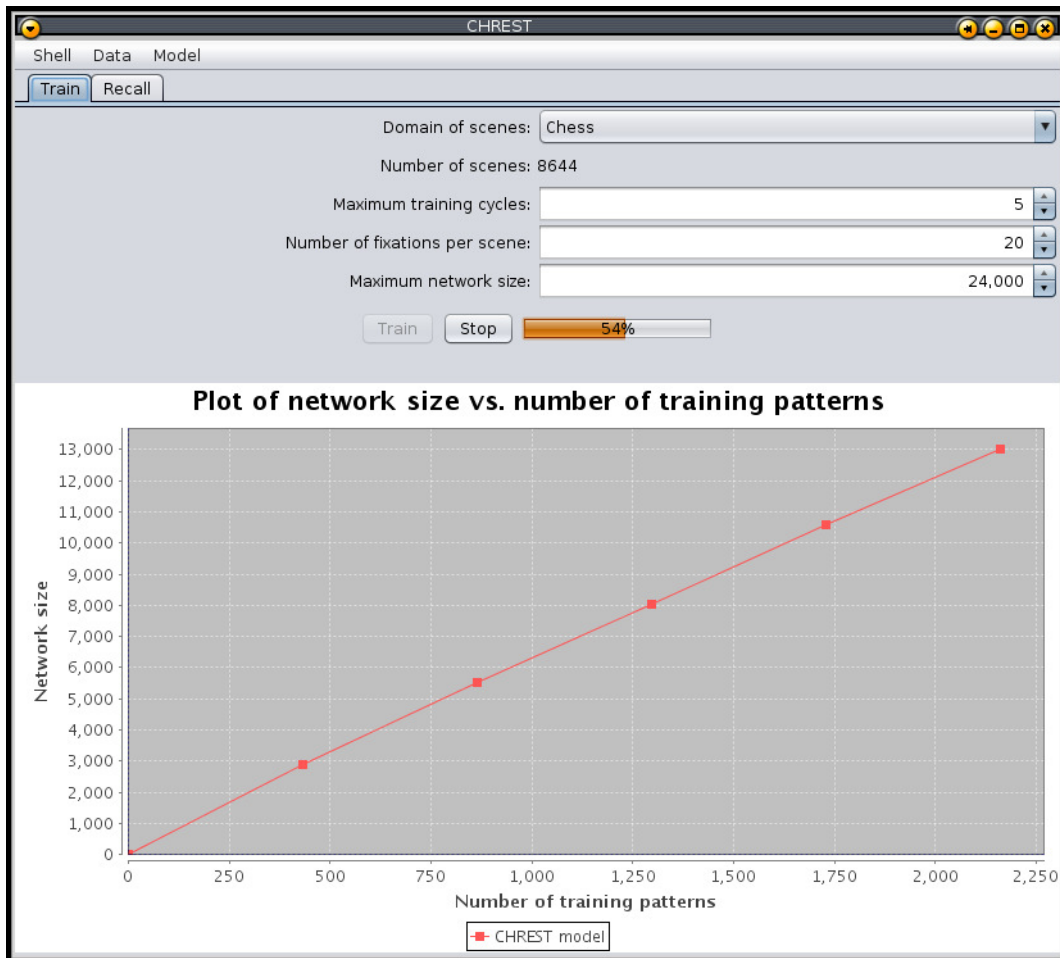 CHREST
Shell Data Model
Train Recall
Domain of scenes: Chess
Number of scenes: 8644
Maximum training cycles: 5
Number of fixations per scene: 20
Maximum network size: 24,000
Train Stop 54%
Plot of network size vs. number of training patterns
13,000
12,000
11,000
10,000
9,000
8,000
7,000
6,000
5,000
4,000
3,000
2,000
1,000
0
Network size
0 250 500 750 1,000 1,250 1,500 1,750 2,000 2,250
Number of training patterns
CHREST model